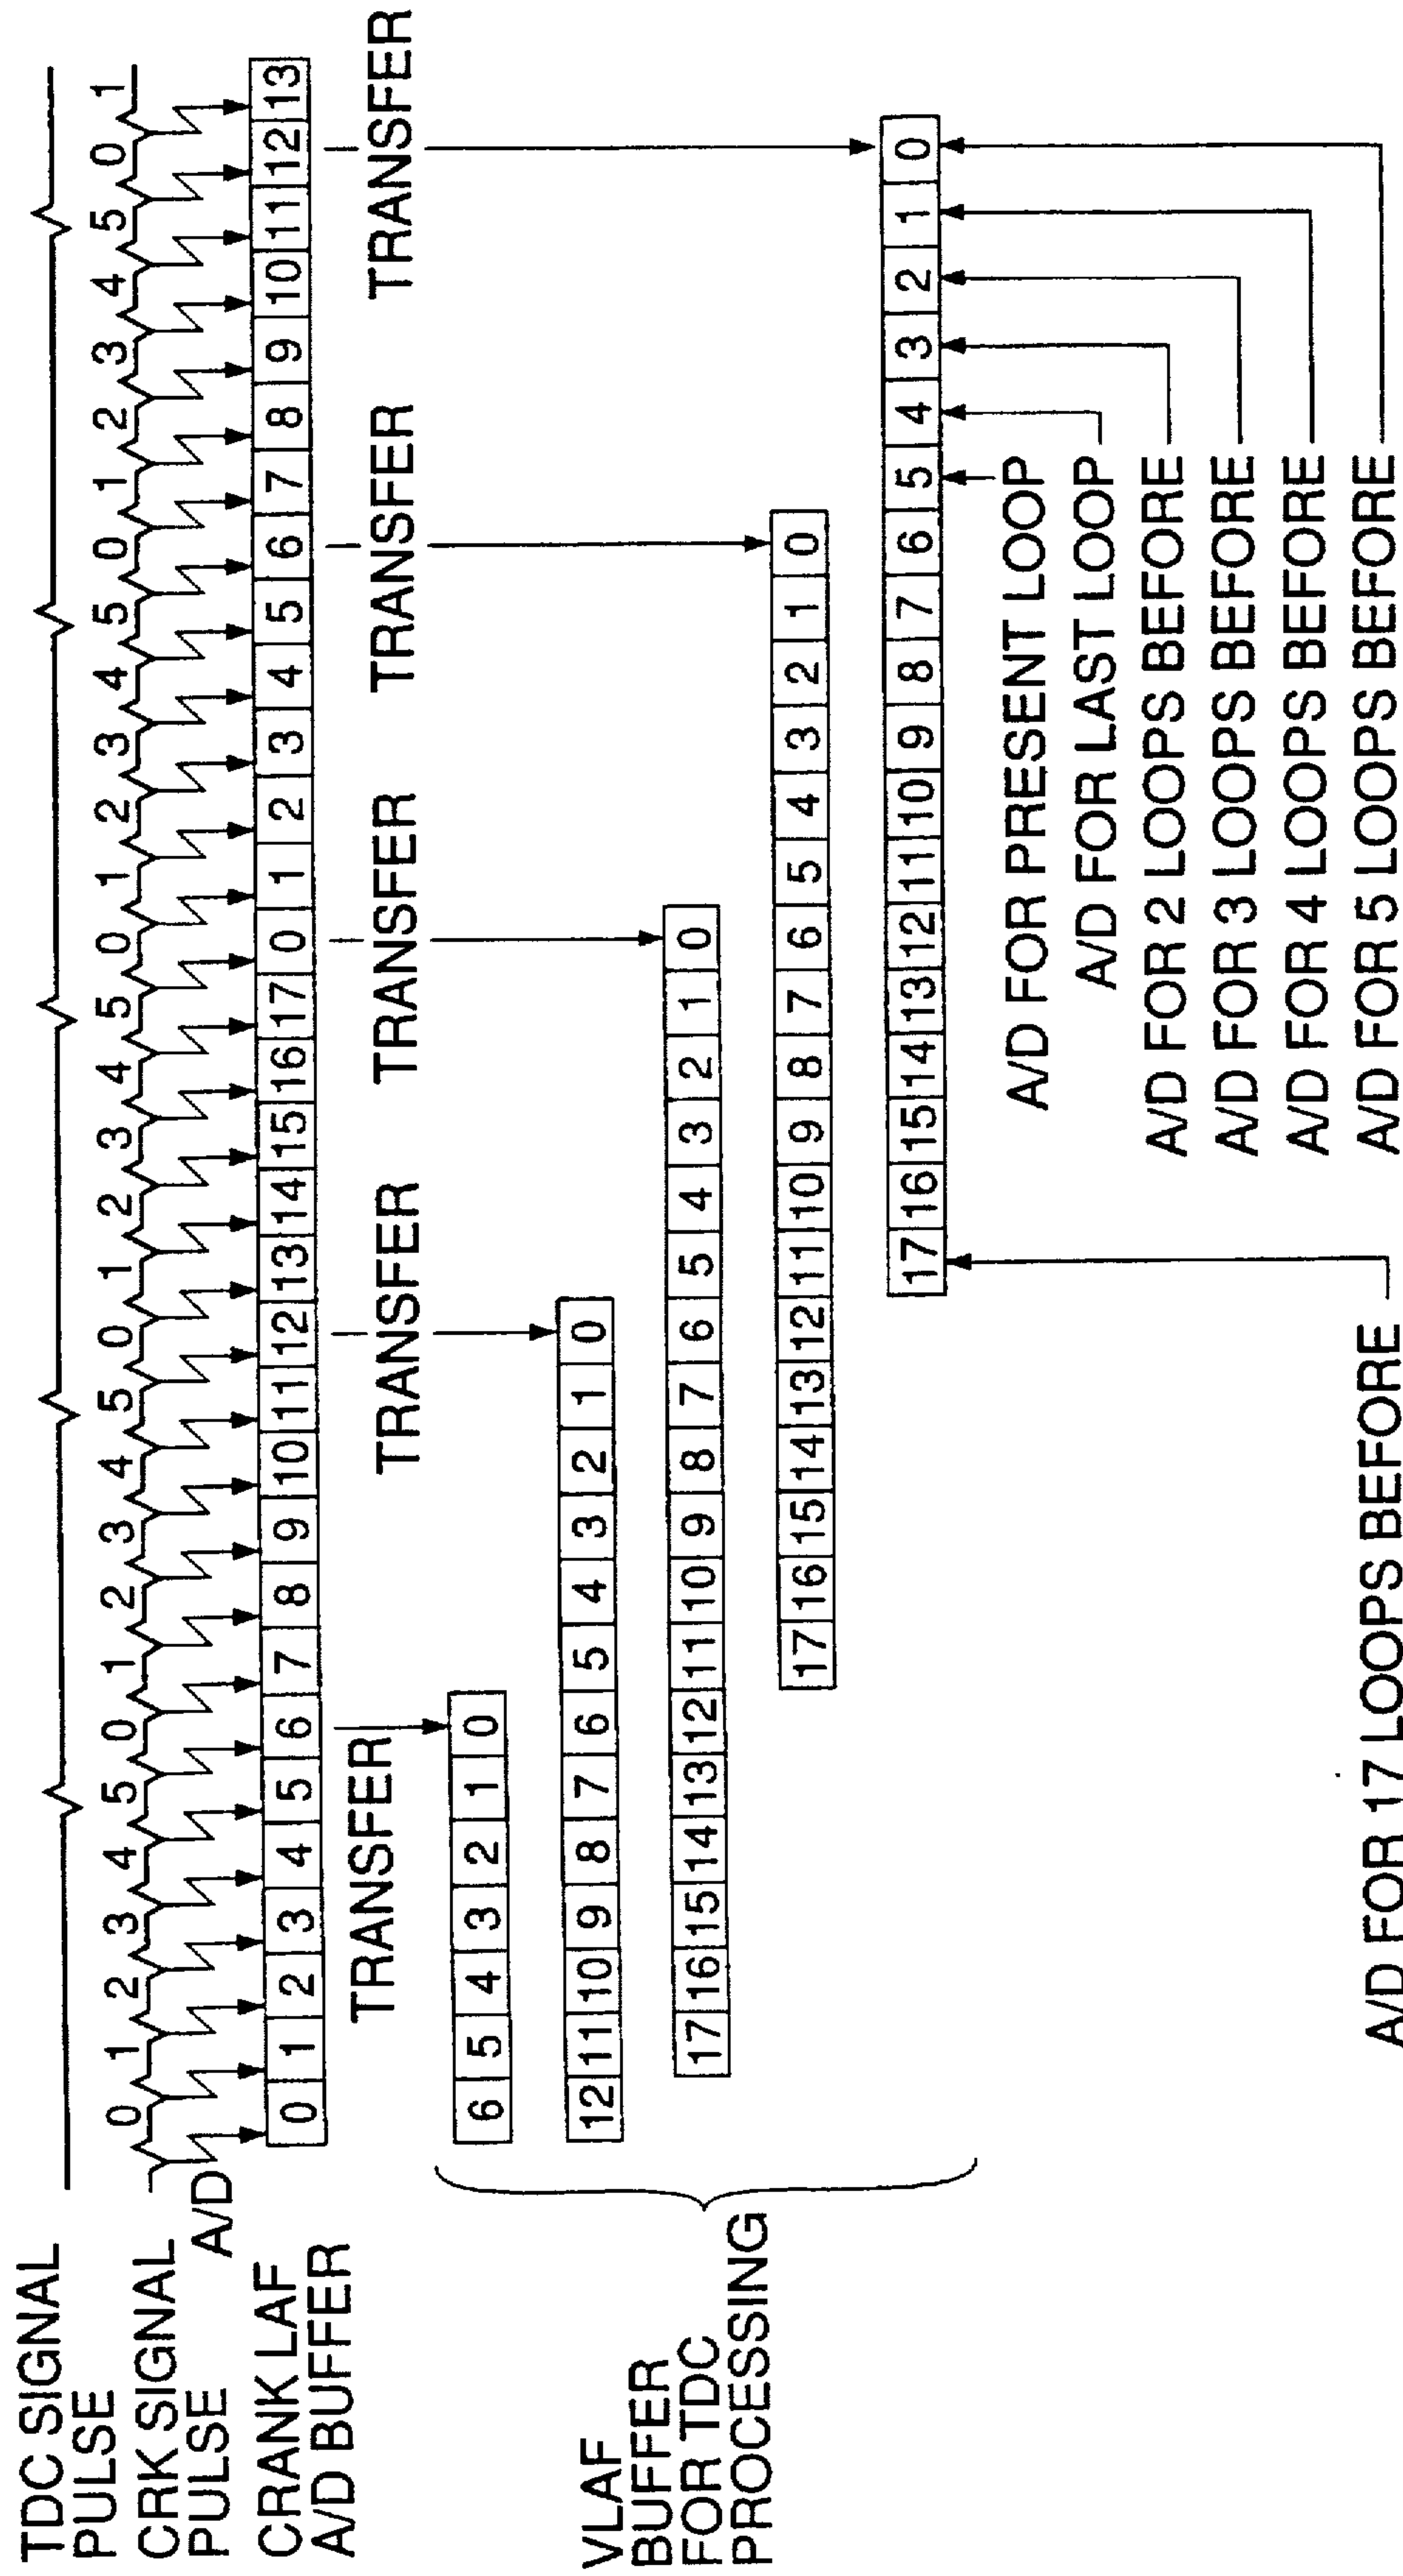 TDC SIGNAL
PULSE
CRK SIGNAL
PULSE
0 1 2 3 4 5 0 1 2 3 4 5 0 1 2 3 4 5 0 1 2 3 4 5 0 1 2 3 4 5 0 1
A/D
CRANK LAF
A/D BUFFER
0 1 2 3 4 5 6 7 8 9 10 11 12 13 14 15 16 17 0 1 2 3 4 5 6 7 8 9 10 11 12 13
TRANSFER
TRANSFER
TRANSFER
TRANSFER
TRANSFER
VLAF
BUFFER
FOR TDC
PROCESSING
6 5 4 3 2 1 0
12 11 10 9 8 7 6 5 4 3 2 1 0
17 16 15 14 13 12 11 10 9 8 7 6 5 4 3 2 1 0
17 16 15 14 13 12 11 10 9 8 7 6 5 4 3 2 1 0
17 16 15 14 13 12 11 10 9 8 7 6 5 4 3 2 1 0
A/D FOR PRESENT LOOP
A/D FOR LAST LOOP
A/D FOR 2 LOOPS BEFORE
A/D FOR 3 LOOPS BEFORE
A/D FOR 4 LOOPS BEFORE
A/D FOR 5 LOOPS BEFORE
A/D FOR 17 LOOPS BEFORE